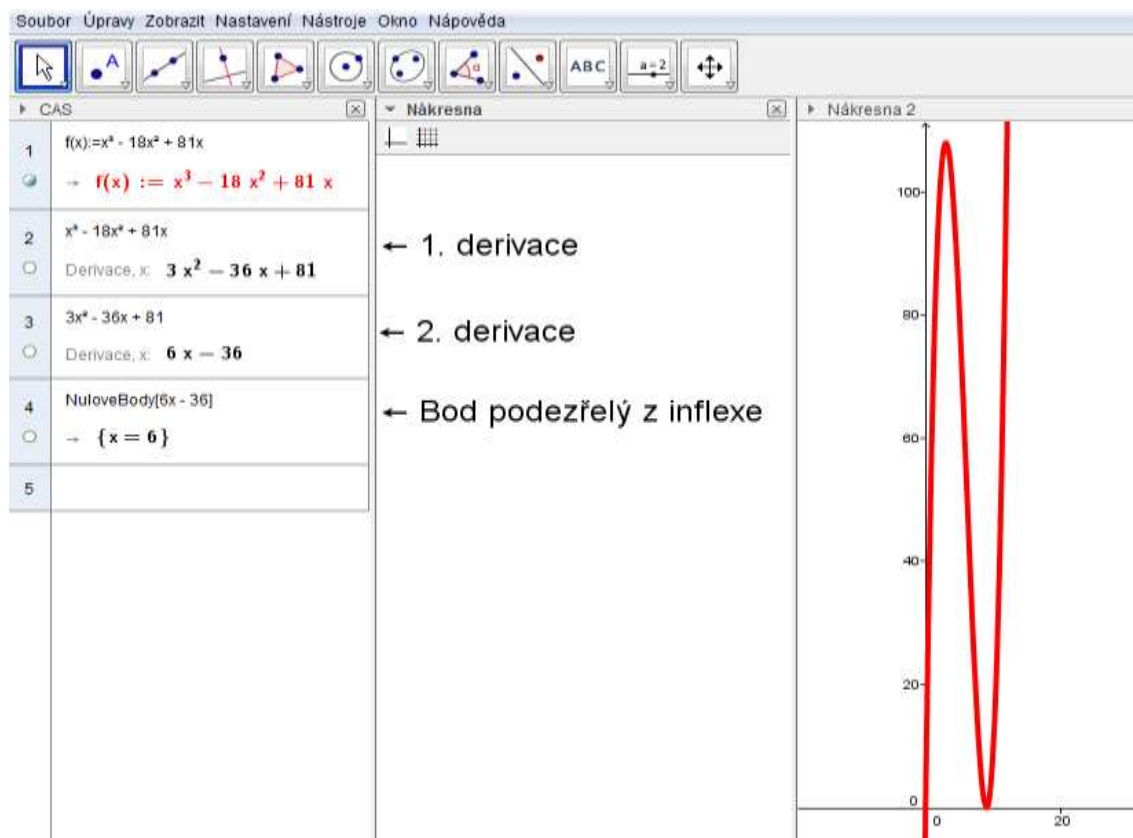 Soubor Úpravy Zobrazit Nastavení Nástroje Okno Nápověda
A
α
ABC
a=2
CAS
Nákresna
Nákresna 2
1
f(x):=x³ - 18x² + 81x
→ f(x) := x³ − 18 x² + 81 x
2
x³ - 18x² + 81x
Derivace, x: 3 x² − 36 x + 81
← 1. derivace
3
3x² - 36x + 81
Derivace, x: 6 x − 36
← 2. derivace
4
NuloveBody[6x - 36]
→ {x = 6}
← Bod podezřelý z inflexe
5
100
80
60
40
20
0
0
20